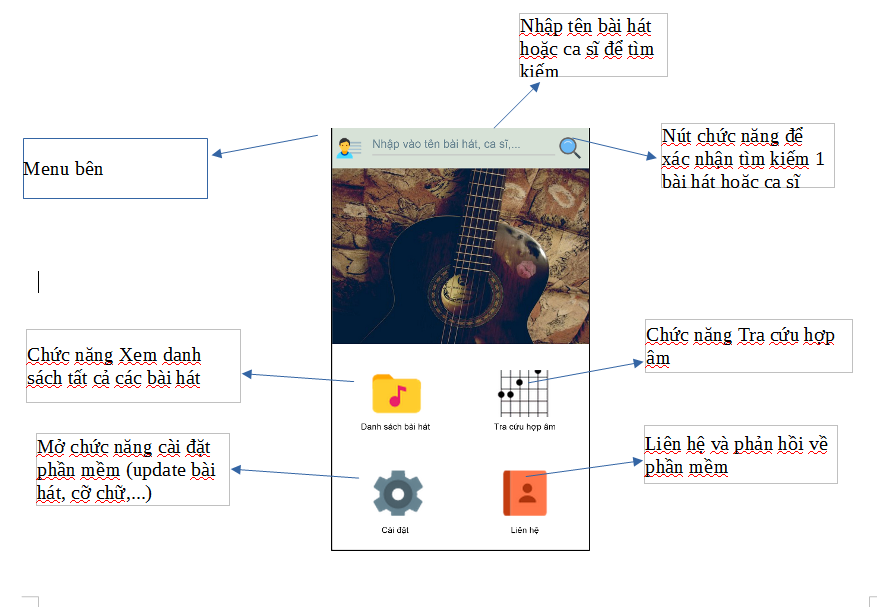 Nhập tên bài hát
hoặc ca sĩ để tìm
kiếm
Menu bên
Nhập vào tên bài hát, ca sĩ,...
Nút chức năng để
xác nhận tìm kiếm 1
bài hát hoặc ca sĩ
Chức năng Xem danh
sách tất cả các bài hát
Chức năng Tra cứu hợp
âm
Danh sách bài hát
Tra cứu hợp âm
Mở chức năng cài đặt
phần mềm (update bài
hát, cỡ chữ,...)
Liên hệ và phản hồi về
phần mềm
Cài đặt
Liên hệ